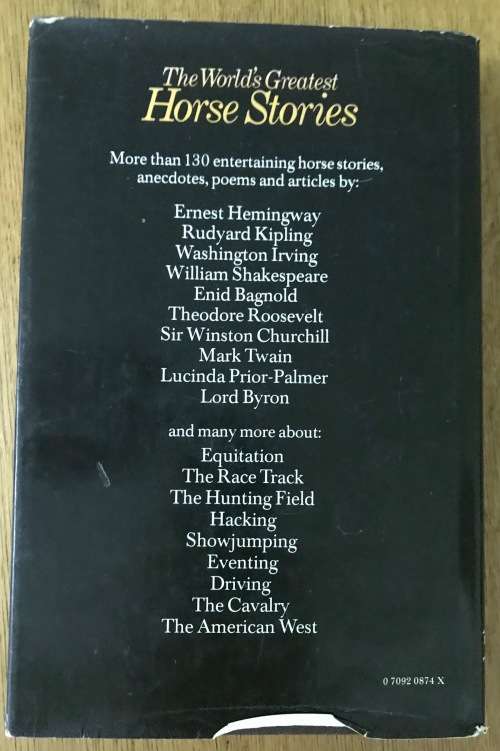 The World's Greatest
Horse Stories
More than 130 entertaining horse stories,
anecdotes, poems and articles by:
Ernest Hemingway
Rudyard Kipling
Washington Irving
William Shakespeare
Enid Bagnold
Theodore Roosevelt
Sir Winston Churchill
Mark Twain
Lucinda Prior-Palmer
Lord Byron
and many more about:
Equitation
The Race Track
The Hunting Field
Hacking
Showjumping
Eventing
Driving
The Cavalry
The American West
0 7092 0874 X